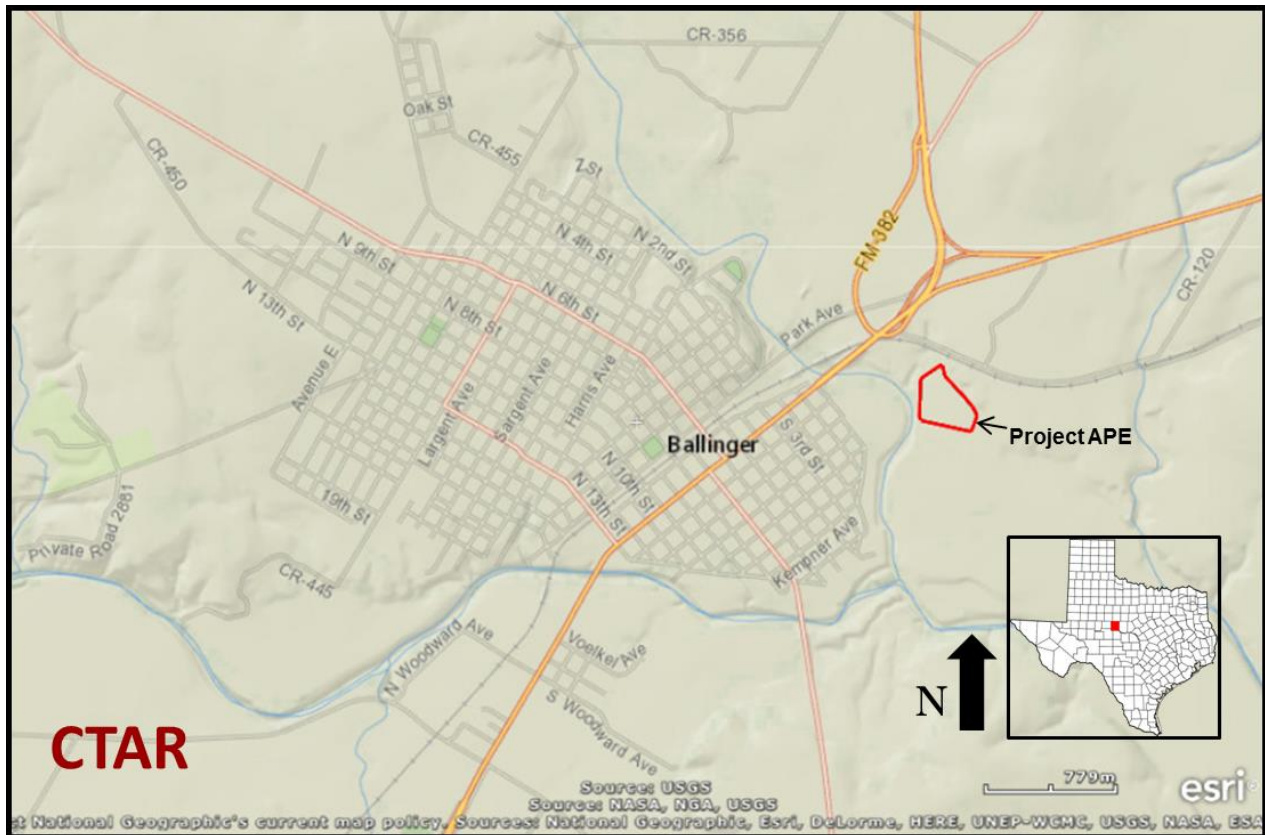 CR-356
Oak St
CR-455
CR-450
Z St
N 4th St
N 2nd St
N 9th St
FM-382
CR-120
N 13th St
N 8th St
N 6th St
Park Ave
Avenue E
Sargent Ave
Harris Ave
Largent Ave
Project APE
Ballinger
S 3rd St
N 10th St
N 13th St
19th St
Private Road 2881
CR-445
Kempner Ave
N Woodward Ave
Voelkel Ave
S Woodward Ave
N
CTAR
779m
esri
Source: USGS
Source: NASA, NGA, USGS
National Geographic's current map policy. Sources: National Geographic, Esri, DeLorme, HERE, UNEP-WCMC, USGS, NASA, ESA